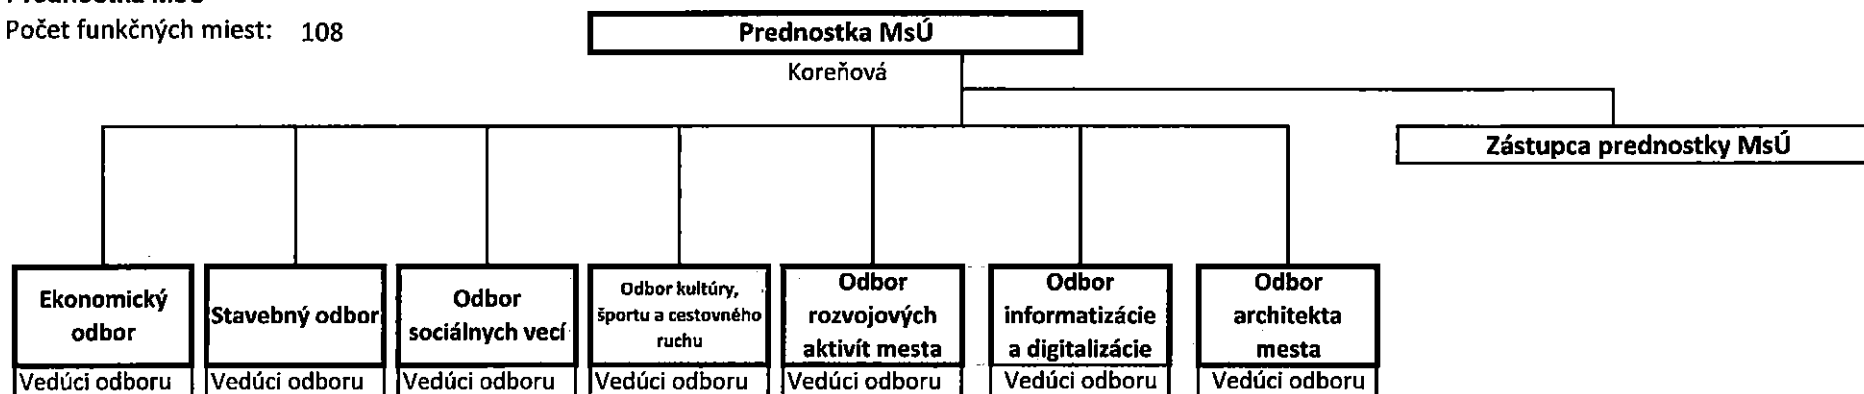 Prednostka MsÚ
Počet funkčných miest: 108
Prednostka MsÚ
Koreňová
Zástupca prednostky MsÚ
Ekonomický
odbor
Vedúci odboru
Stavebný odbor
Vedúci odboru
Odbor
sociálnych vecí
Vedúci odboru
Odbor kultúry,
športu a cestovného
ruchu
Vedúci odboru
Odbor
rozvojových
aktivít mesta
Vedúci odboru
Odbor
informatizácie
a digitalizácie
Vedúci odboru
Odbor
architekta
mesta
Vedúci odboru